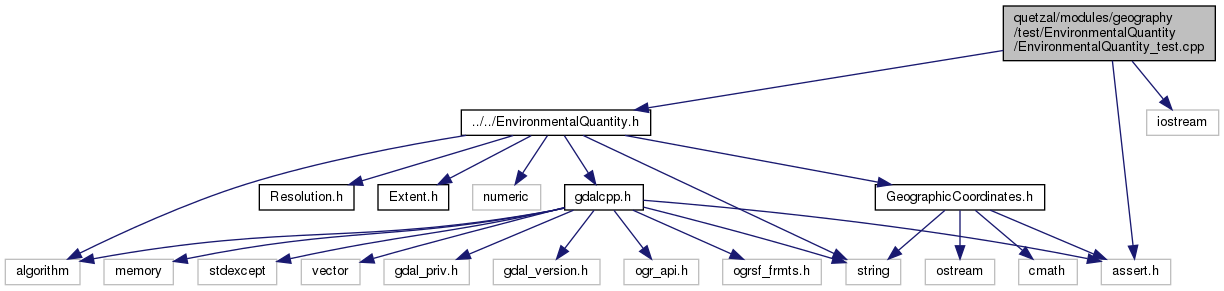 quetzal/modules/geography
/test/EnvironmentalQuantity
/EnvironmentalQuantity_test.cpp
../../EnvironmentalQuantity.h
iostream
Resolution.h
Extent.h
numeric
gdalcpp.h
GeographicCoordinates.h
algorithm
memory
stdexcept
vector
gdal_priv.h
gdal_version.h
ogr_api.h
ogrsf_frmts.h
string
ostream
cmath
assert.h